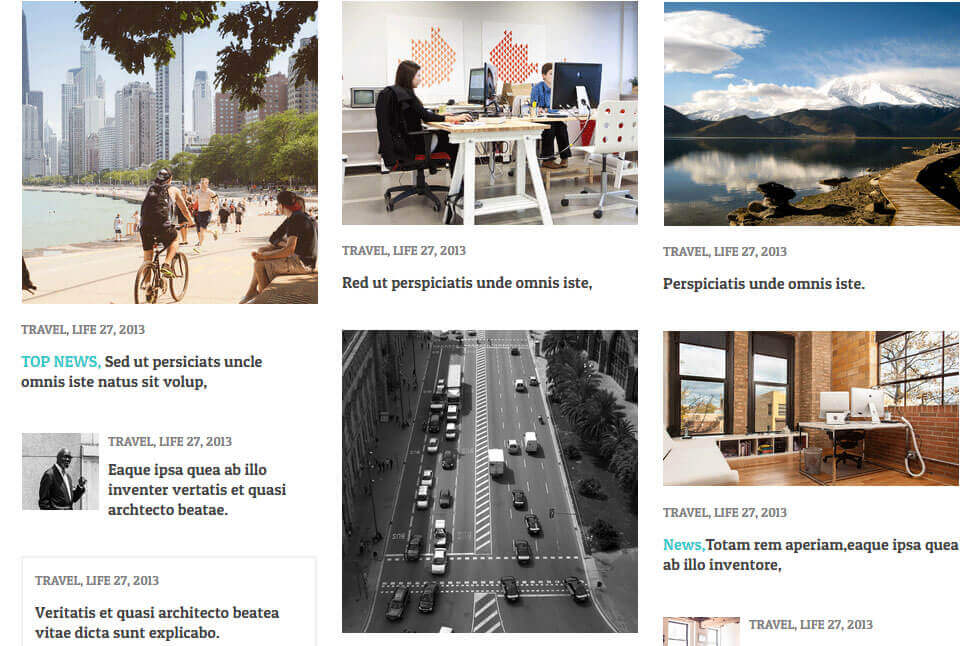 TRAVEL, LIFE 27, 2013
TOP NEWS, Sed ut persiciats uncle
omnis iste natus sit volup,
TRAVEL, LIFE 27, 2013
Eaque ipsa quea ab illo
inventer vertatis et quasi
archtecto beatae.
TRAVEL, LIFE 27, 2013
Veritatis et quasi architecto beatea
vitae dicta sunt explicabo.
TRAVEL, LIFE 27, 2013
Red ut perspiciatis unde omnis iste,
BUS
BUS
TRAVEL, LIFE 27, 2013
Perspiciatis unde omnis iste.
TRAVEL, LIFE 27, 2013
News,Totam rem aperiam,eaque ipsa quea
ab illo inventore,
TRAVEL, LIFE 27, 2013